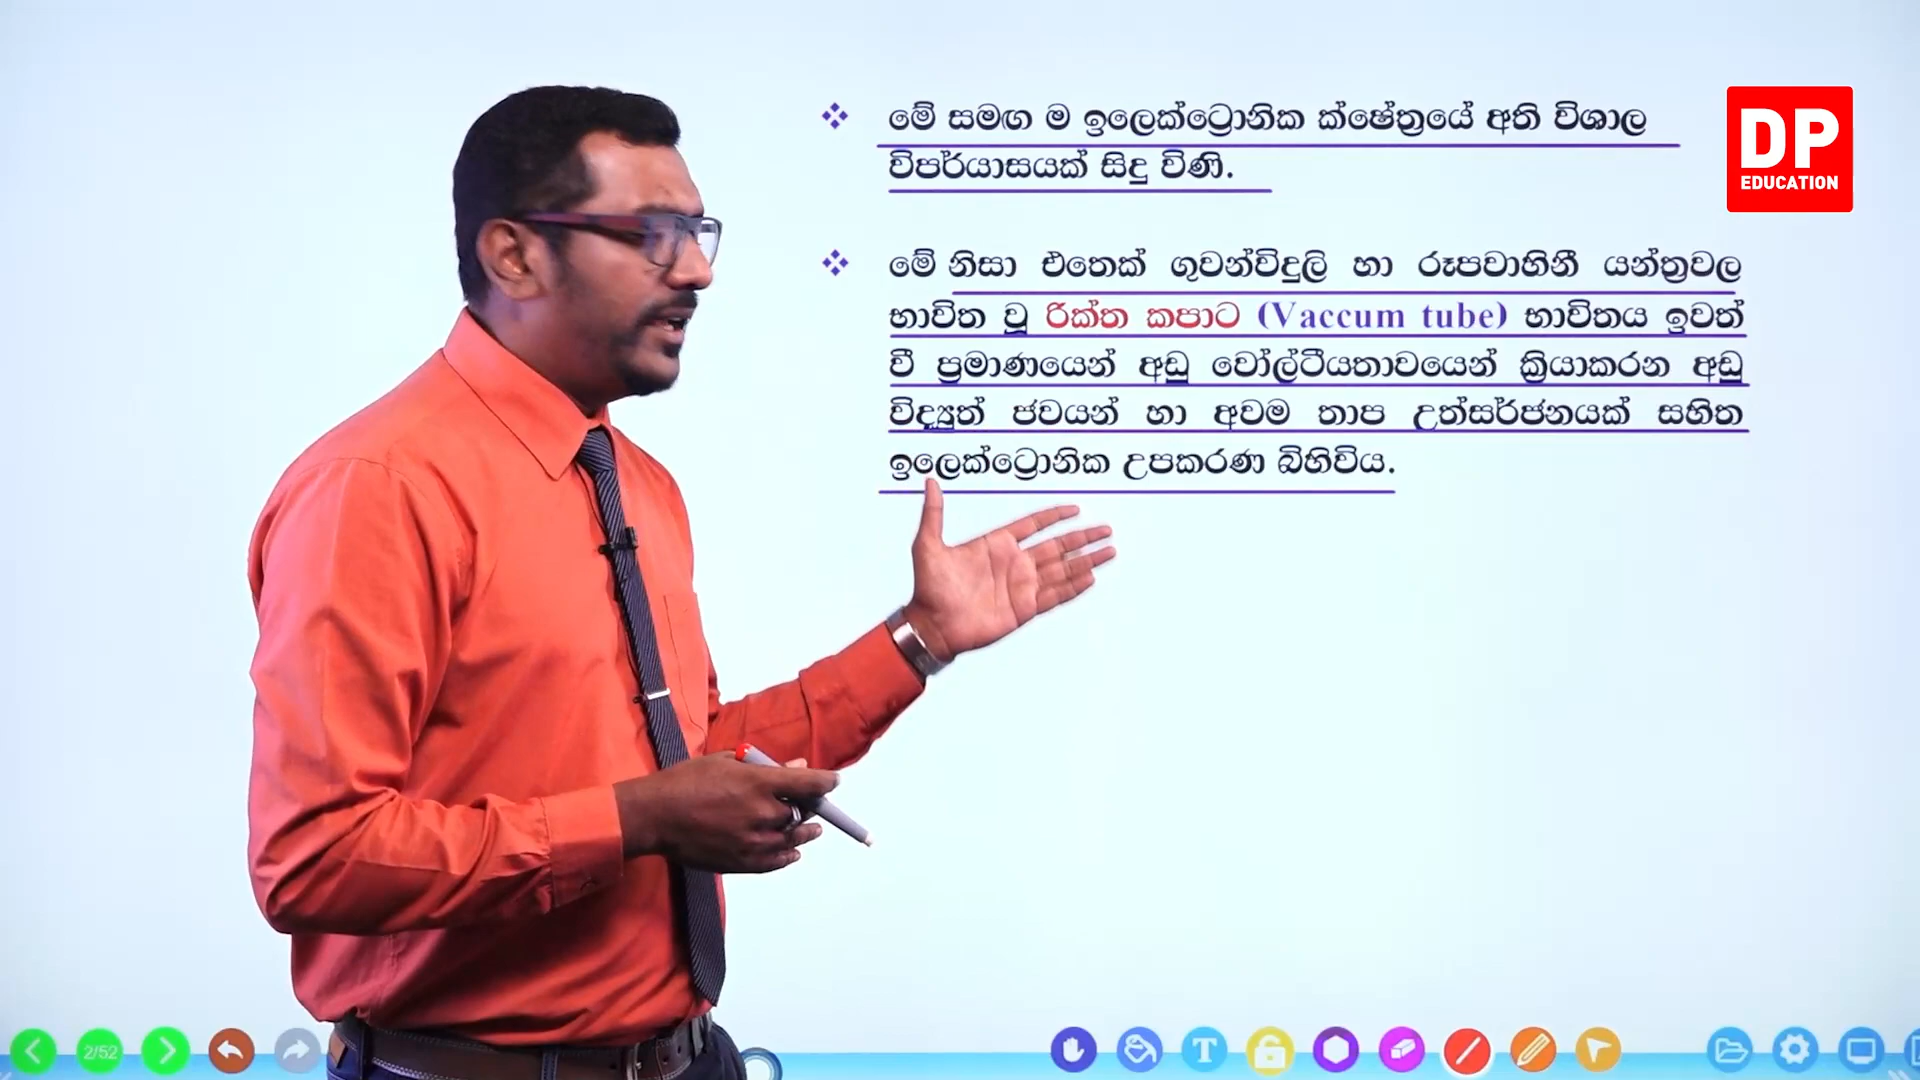 මේ සමඟ ම ඉලෙක්ට්‍රොනික ක්ෂේත්‍රයේ අති විශාල
විපර්යාසයක් සිදු විණි.
DP
EDUCATION
මේ නිසා එතෙක් ගුවන්විදුලි හා රූපවාහිනී යන්ත්‍රවල
භාවිත වූ රික්ත කපාට (Vaccum tube) භාවිතය ඉවත්
වී ප්‍රමාණයෙන් අඩු වෝල්ටීයතාවයෙන් ක්‍රියාකරන අඩු
විද්‍යුත් ජවයන් හා අවම තාප උත්සර්ජනයක් සහිත
ඉලෙක්ට්‍රොනික උපකරණ බිහිවිය.
2/52
T